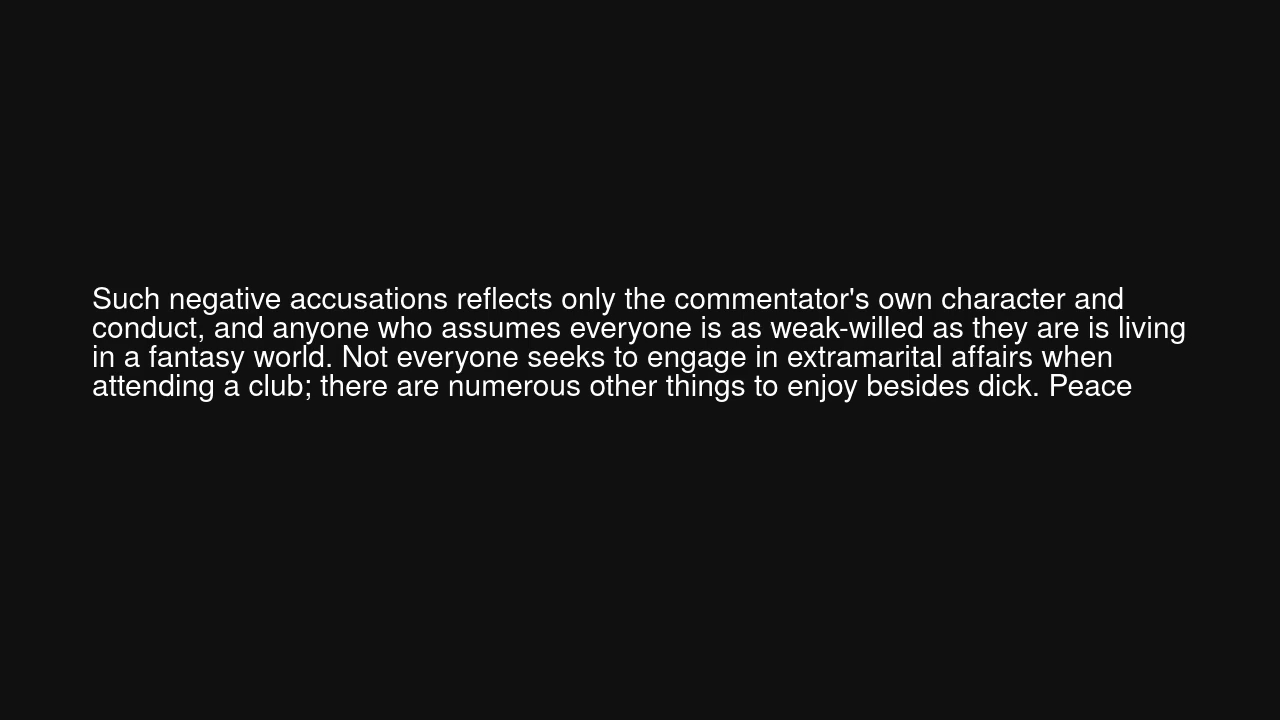 Such negative accusations reflects only the commentator's own character and
conduct, and anyone who assumes everyone is as weak-willed as they are is living
in a fantasy world. Not everyone seeks to engage in extramarital affairs when
attending a club; there are numerous other things to enjoy besides dick. Peace